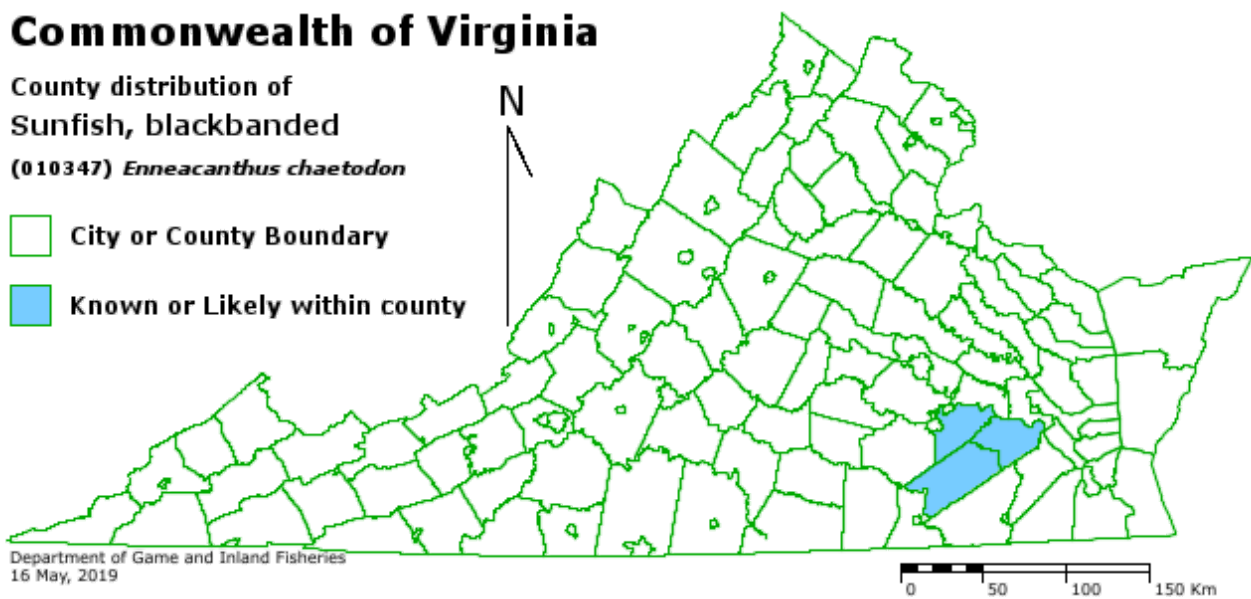 Commonwealth of Virginia
County distribution of
Sunfish, blackbanded
(010347) Enneacanthus chaetodon
N
City or County Boundary
Known or Likely within county
Department of Game and Inland Fisheries
16 May, 2019
0 50 100 150 Km